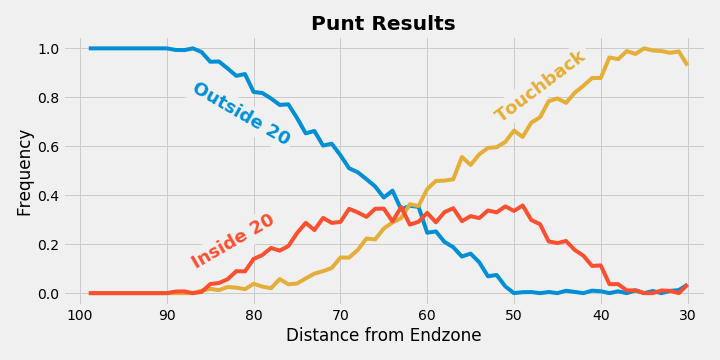 Punt Results
Frequency
1.0
0.8
0.6
0.4
0.2
0.0
Outside 20
Inside 20
Touchback
100 90 80 70 60 50 40 30
Distance from Endzone